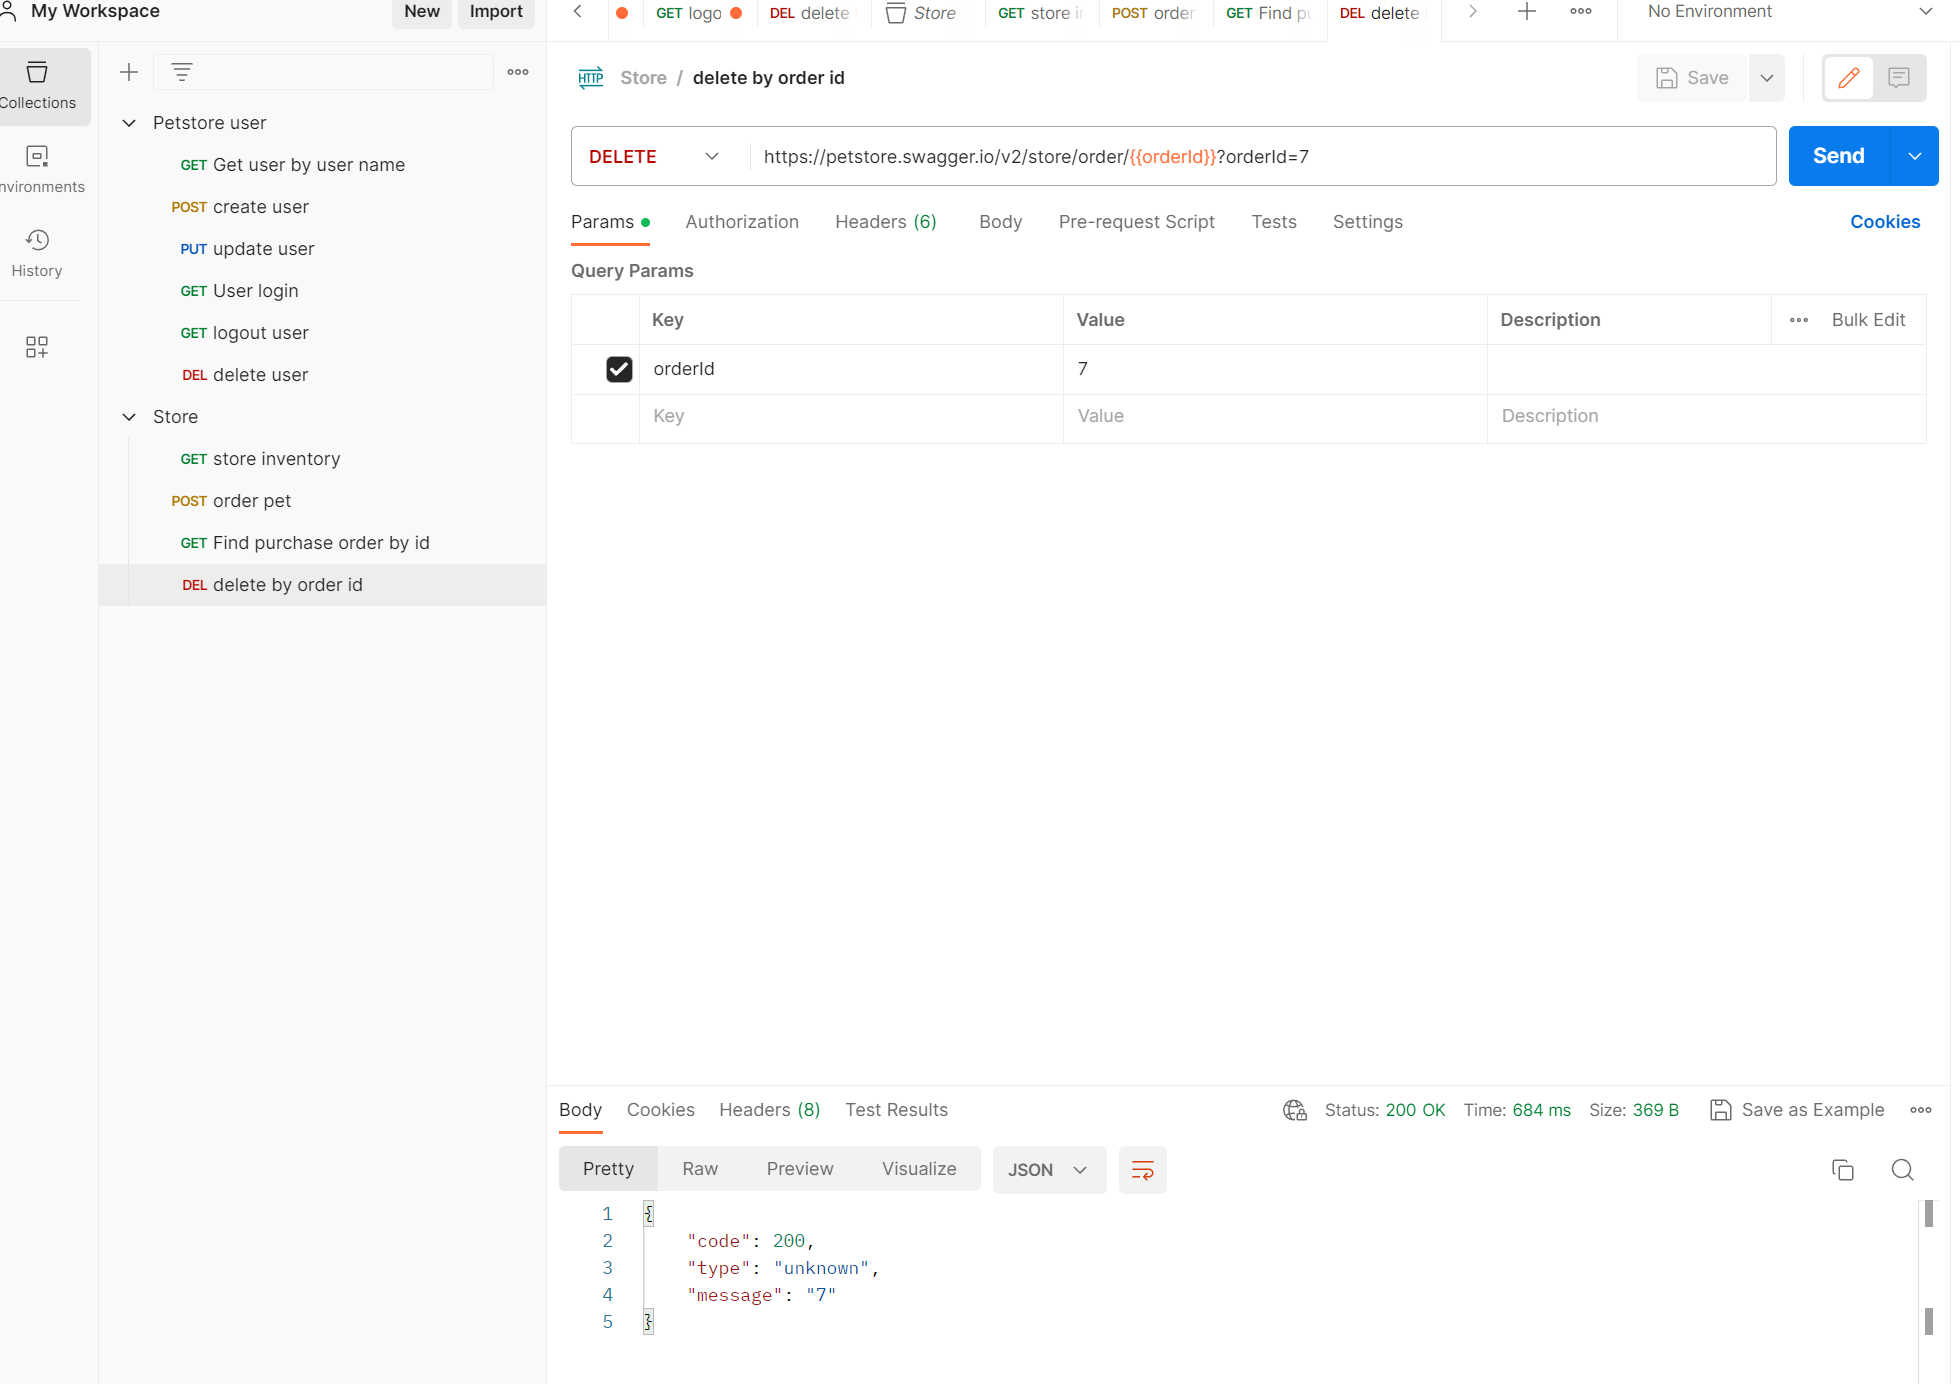 My Workspace
New
Import
GET logo
DEL delete
Store
GET store in
POST order
GET Find pu
DEL delete
No Environment
Collections
nvironments
History
Petstore user
GET Get user by user name
POST create user
PUT update user
GET User login
GET logout user
DEL delete user
Store
GET store inventory
POST order pet
GET Find purchase order by id
DEL delete by order id
HTTP Store / delete by order id
Save
DELETE https://petstore.swagger.io/v2/store/order/{{orderId}}?orderId=7
Send
Params Authorization Headers (6) Body Pre-request Script Tests Settings Cookies
Query Params
Key Value Description Bulk Edit
orderId 7
Key Value Description
Body Cookies Headers (8) Test Results Status: 200 OK Time: 684 ms Size: 369 B Save as Example
Pretty Raw Preview Visualize JSON
1 {
2 "code": 200,
3 "type": "unknown",
4 "message": "7"
5 }